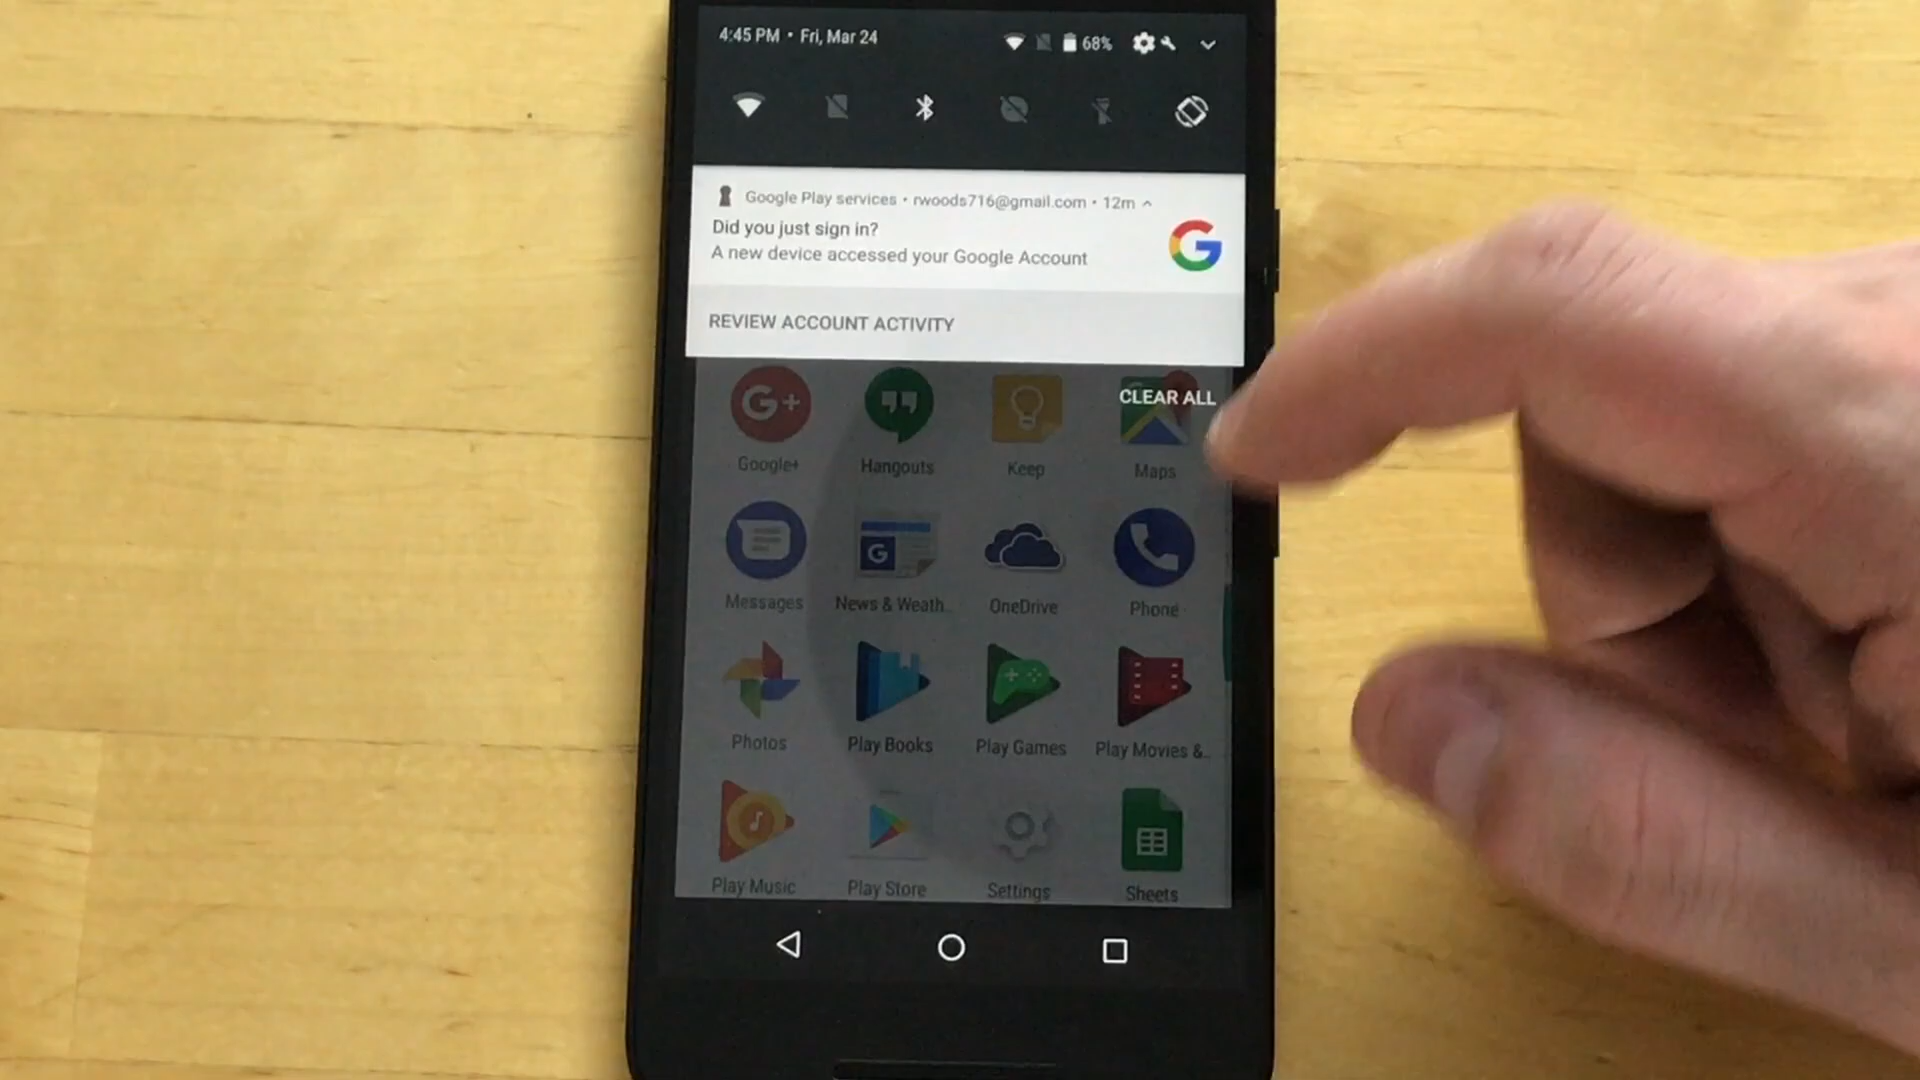 4:45 PM • Fri, Mar 24 68%
Google Play services • rwoods716@gmail.com • 12m
Did you just sign in?
A new device accessed your Google Account
REVIEW ACCOUNT ACTIVITY
CLEAR ALL
G+
Google+ Hangouts Keep Maps
G
Messages News & Weath... OneDrive Phone
Photos Play Books Play Games Play Movies &...
Play Music Play Store Settings Sheets